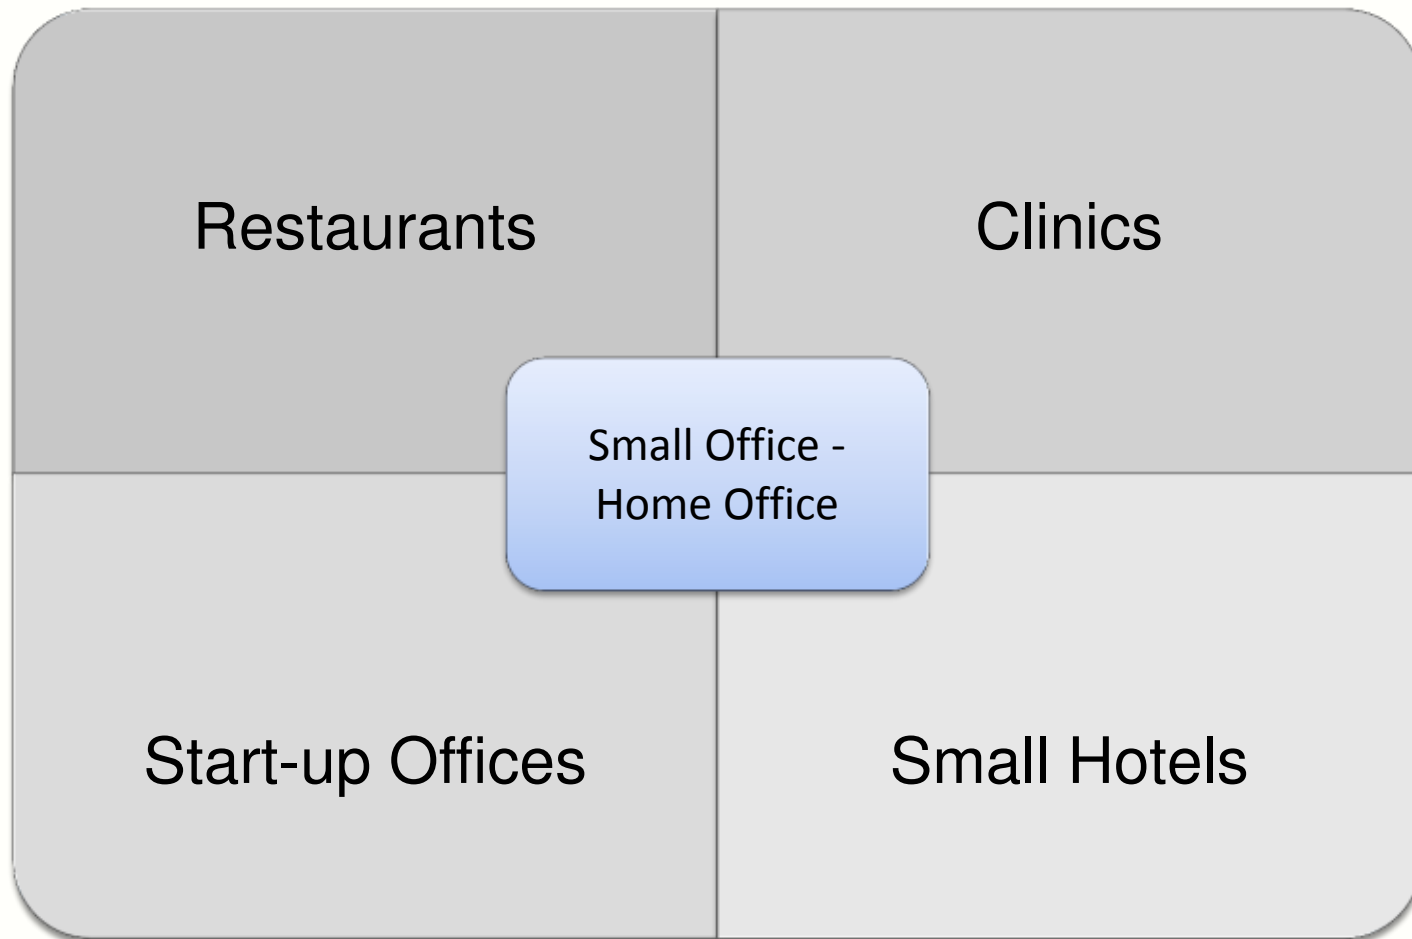 Restaurants
Clinics
Small Office -
Home Office
Start-up Offices
Small Hotels